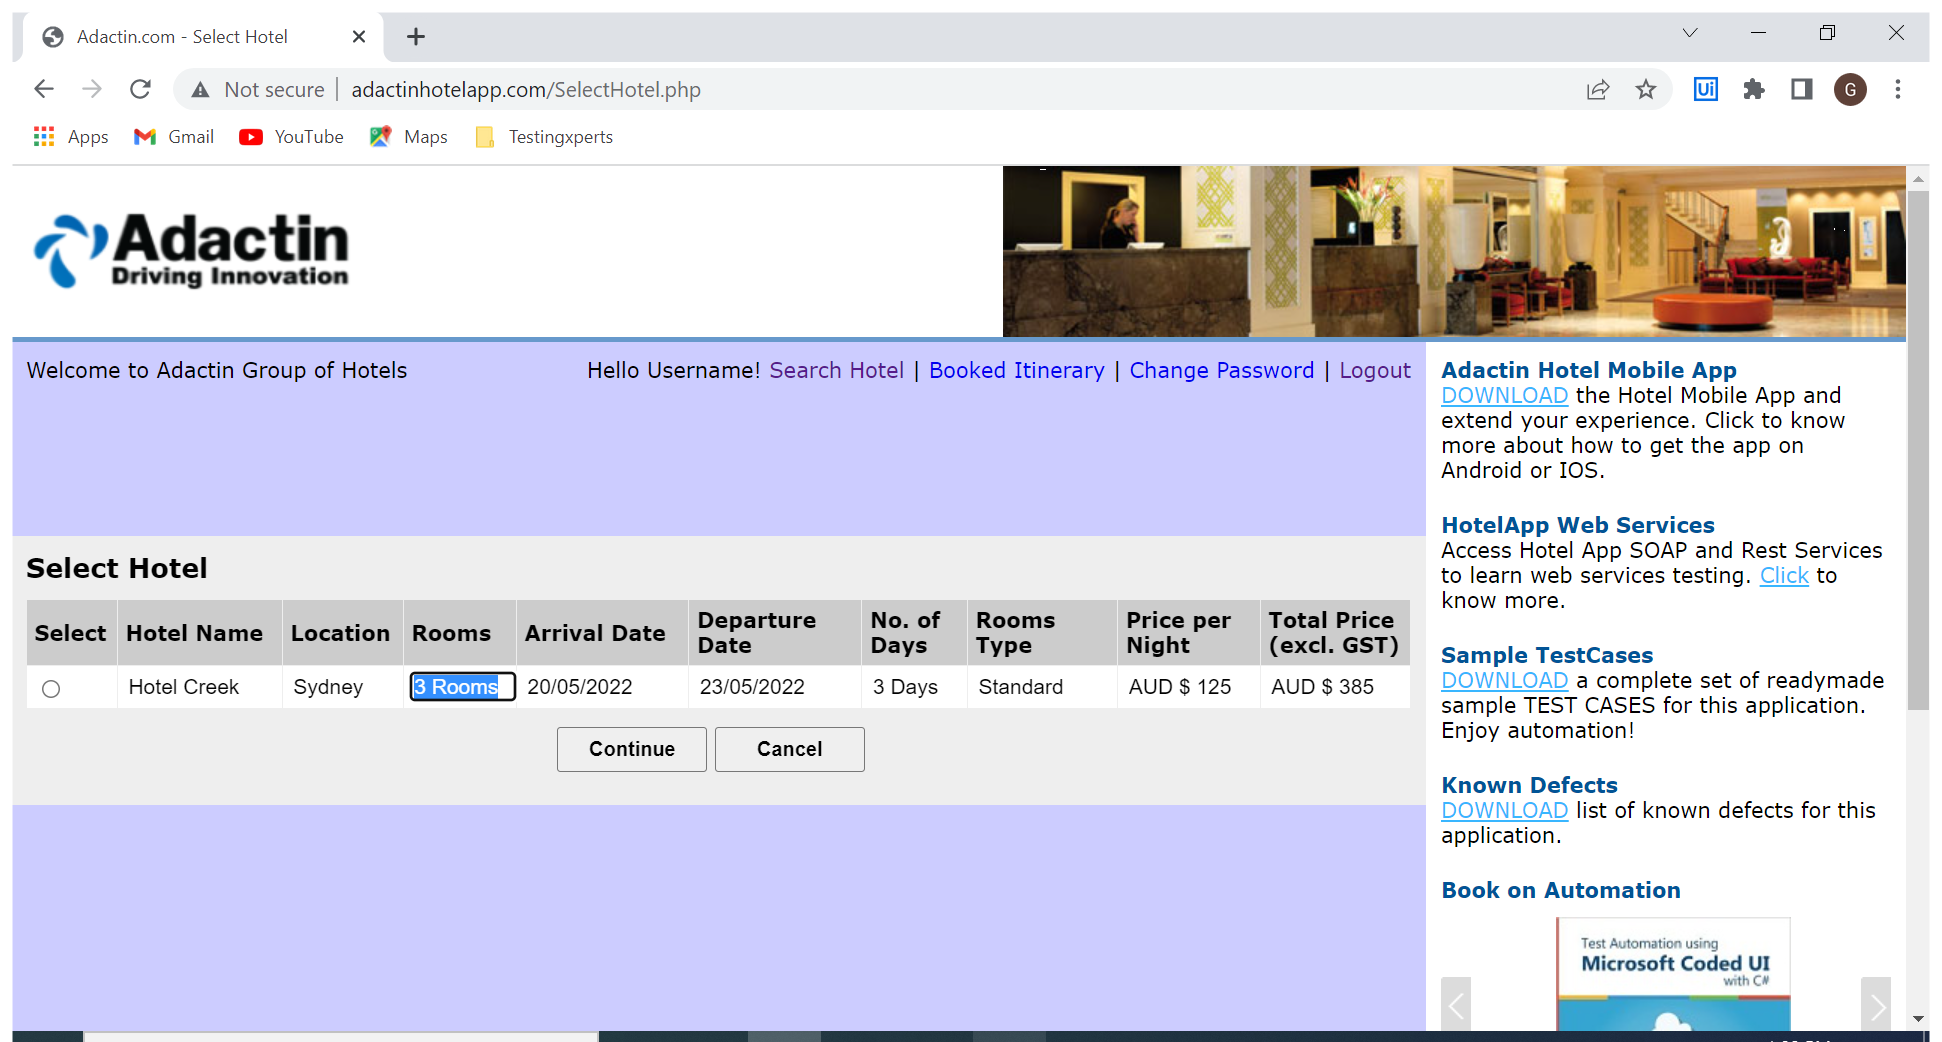 Adactin.com - Select Hotel
Not secure | adactinhotelapp.com/SelectHotel.php
Ui
G
Apps Gmail YouTube Maps Testingxperts
Adactin
Driving Innovation
Welcome to Adactin Group of Hotels
Hello Username! Search Hotel | Booked Itinerary | Change Password | Logout
Select Hotel
Select Hotel Name Location Rooms Arrival Date Departure Date No. of Days Rooms Type Price per Night Total Price (excl. GST)
Hotel Creek Sydney 3 Rooms 20/05/2022 23/05/2022 3 Days Standard AUD $ 125 AUD $ 385
Continue Cancel
Adactin Hotel Mobile App
DOWNLOAD the Hotel Mobile App and
extend your experience. Click to know
more about how to get the app on
Android or IOS.
HotelApp Web Services
Access Hotel App SOAP and Rest Services
to learn web services testing. Click to
know more.
Sample TestCases
DOWNLOAD a complete set of readymade
sample TEST CASES for this application.
Enjoy automation!
Known Defects
DOWNLOAD list of known defects for this
application.
Book on Automation
Test Automation using
Microsoft Coded UI
with C#